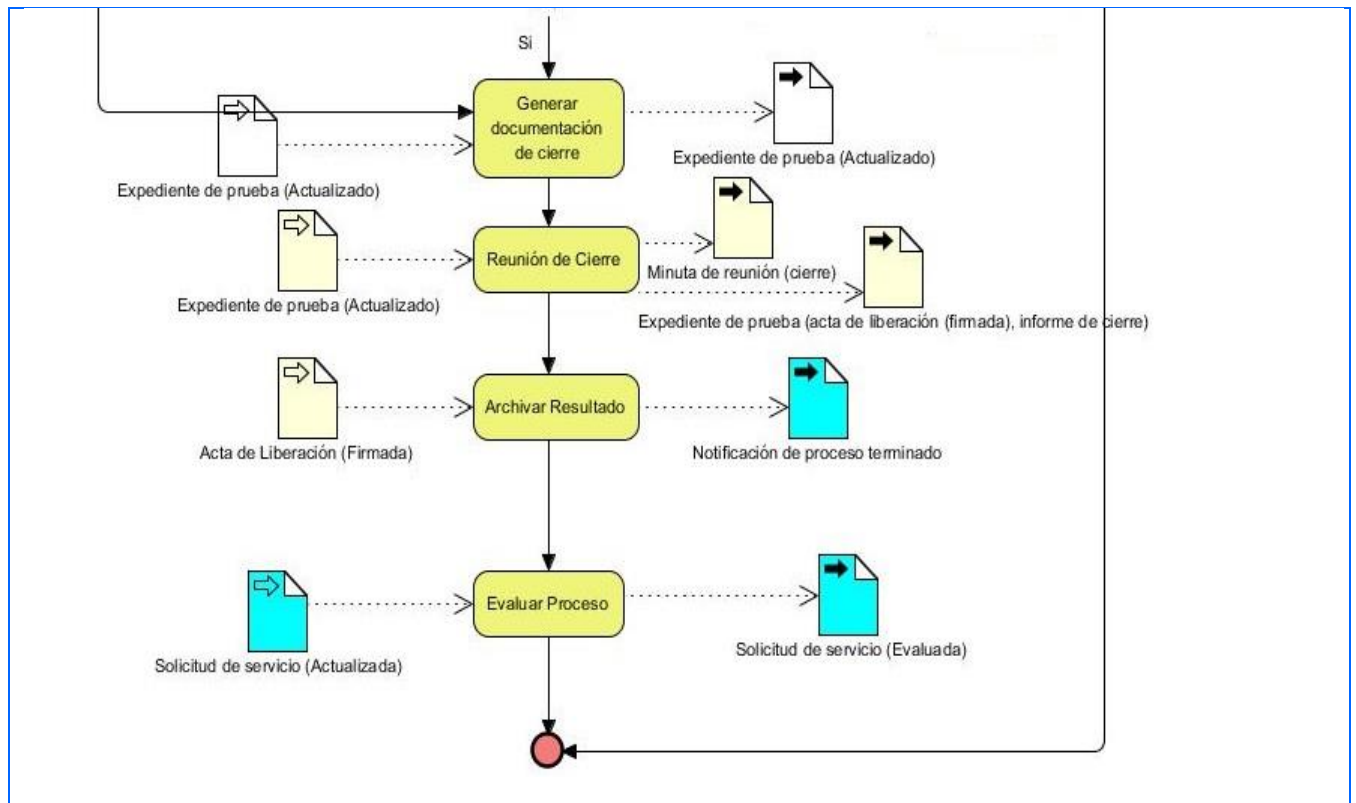 Si
Generar
documentación
de cierre
Expediente de prueba (Actualizado)
Expediente de prueba (Actualizado)
Reunión de Cierre
Minuta de reunión (cierre)
Expediente de prueba (Actualizado)
Expediente de prueba (acta de liberación (firmada), informe de cierre)
Archivar Resultado
Acta de Liberación (Firmada)
Notificación de proceso terminado
Evaluar Proceso
Solicitud de servicio (Actualizada)
Solicitud de servicio (Evaluada)